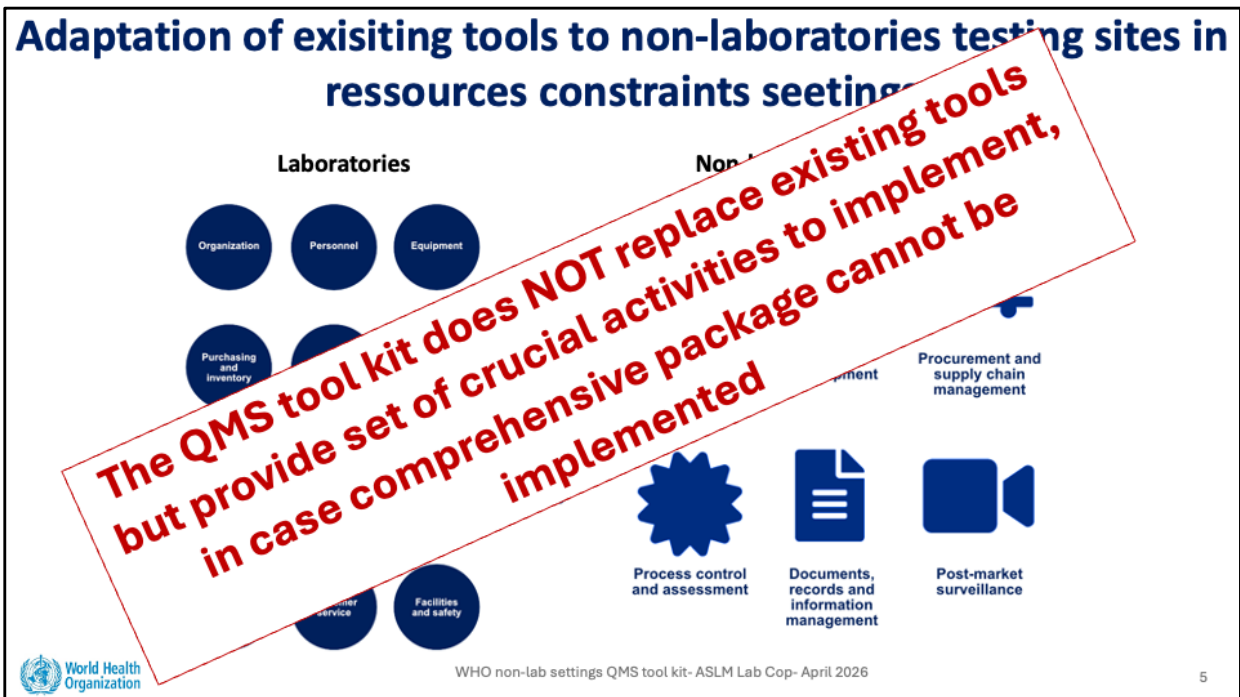 Adaptation of exisiting tools to non-laboratories testing sites in
ressources constraints seetings
Laboratories
Organization
Personnel
Equipment
Purchasing
and
inventory
The QMS tool kit does NOT replace existing tools
but provide set of crucial activities to implement,
in case comprehensive package cannot be
implemented
Procurement and
supply chain
management
Process control
and assessment
Documents,
records and
information
management
Post-market
surveillance
service
Facilities
and safety
World Health
Organization
WHO non-lab settings QMS tool kit- ASLM Lab Cop- April 2026
5